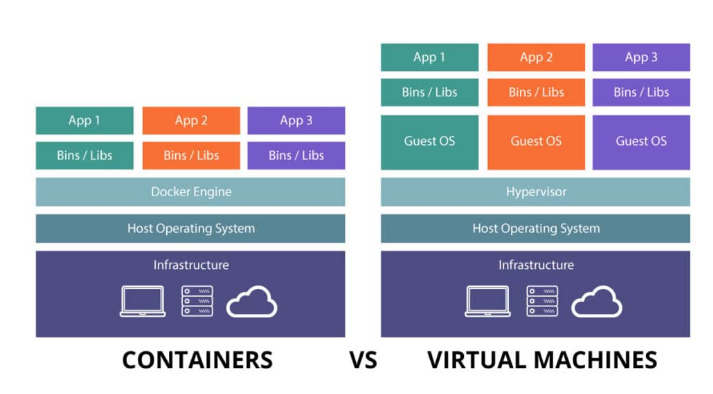 App 1 App 2 App 3
Bins / Libs Bins / Libs Bins / Libs
Docker Engine
Host Operating System
Infrastructure
App 1 App 2 App 3
Bins / Libs Bins / Libs Bins / Libs
Guest OS Guest OS Guest OS
Hypervisor
Host Operating System
Infrastructure
CONTAINERS VS VIRTUAL MACHINES